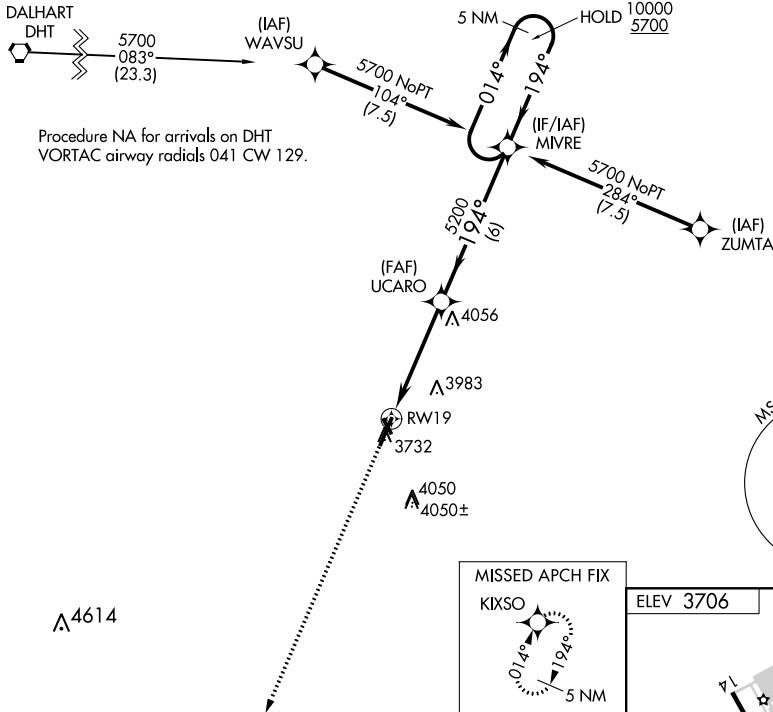 DALHART
DHT
5700
083°
(23.3)
(IAF)
WAVSU
5700 NoPT
104°
(7.5)
5 NM
HOLD 10000
5700
014°
194°
(IF/IAF)
MIVRE
Procedure NA for arrivals on DHT
VORTAC airway radials 041 CW 129.
5700 NoPT
284°
(7.5)
(IAF)
ZUMTA
5200
194°
(6)
(FAF)
UCARO
4056
3983
RW19
3732
4050
4050±
MS
4614
MISSED APCH FIX
KIXSO
014°
194°
5 NM
ELEV 3706
14